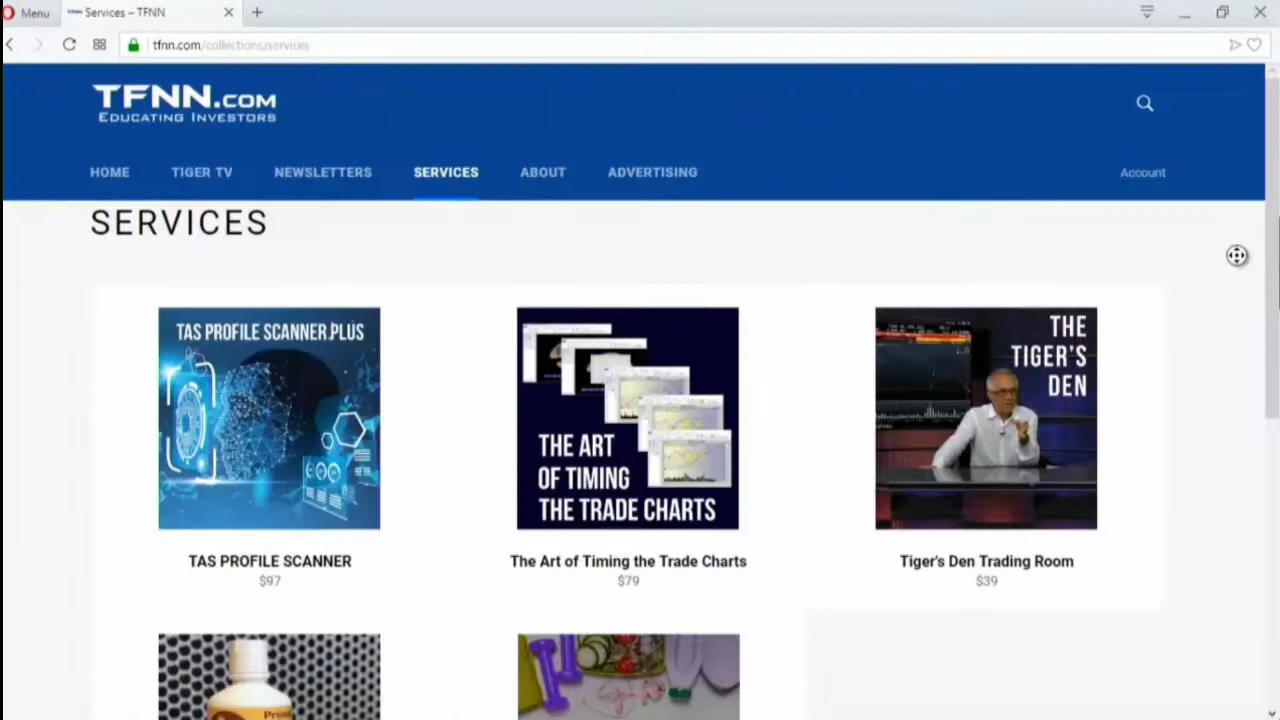 Menu
Services – TFNN
tfnn.com/collections/services
TFNN.COM
EDUCATING INVESTORS
HOME
TIGER TV
NEWSLETTERS
SERVICES
ABOUT
ADVERTISING
Account
SERVICES
TAS PROFILE SCANNER PLUS
THE ART
OF TIMING
THE TRADE CHARTS
THE
TIGER'S
DEN
TAS PROFILE SCANNER
$97
The Art of Timing the Trade Charts
$79
Tiger's Den Trading Room
$39